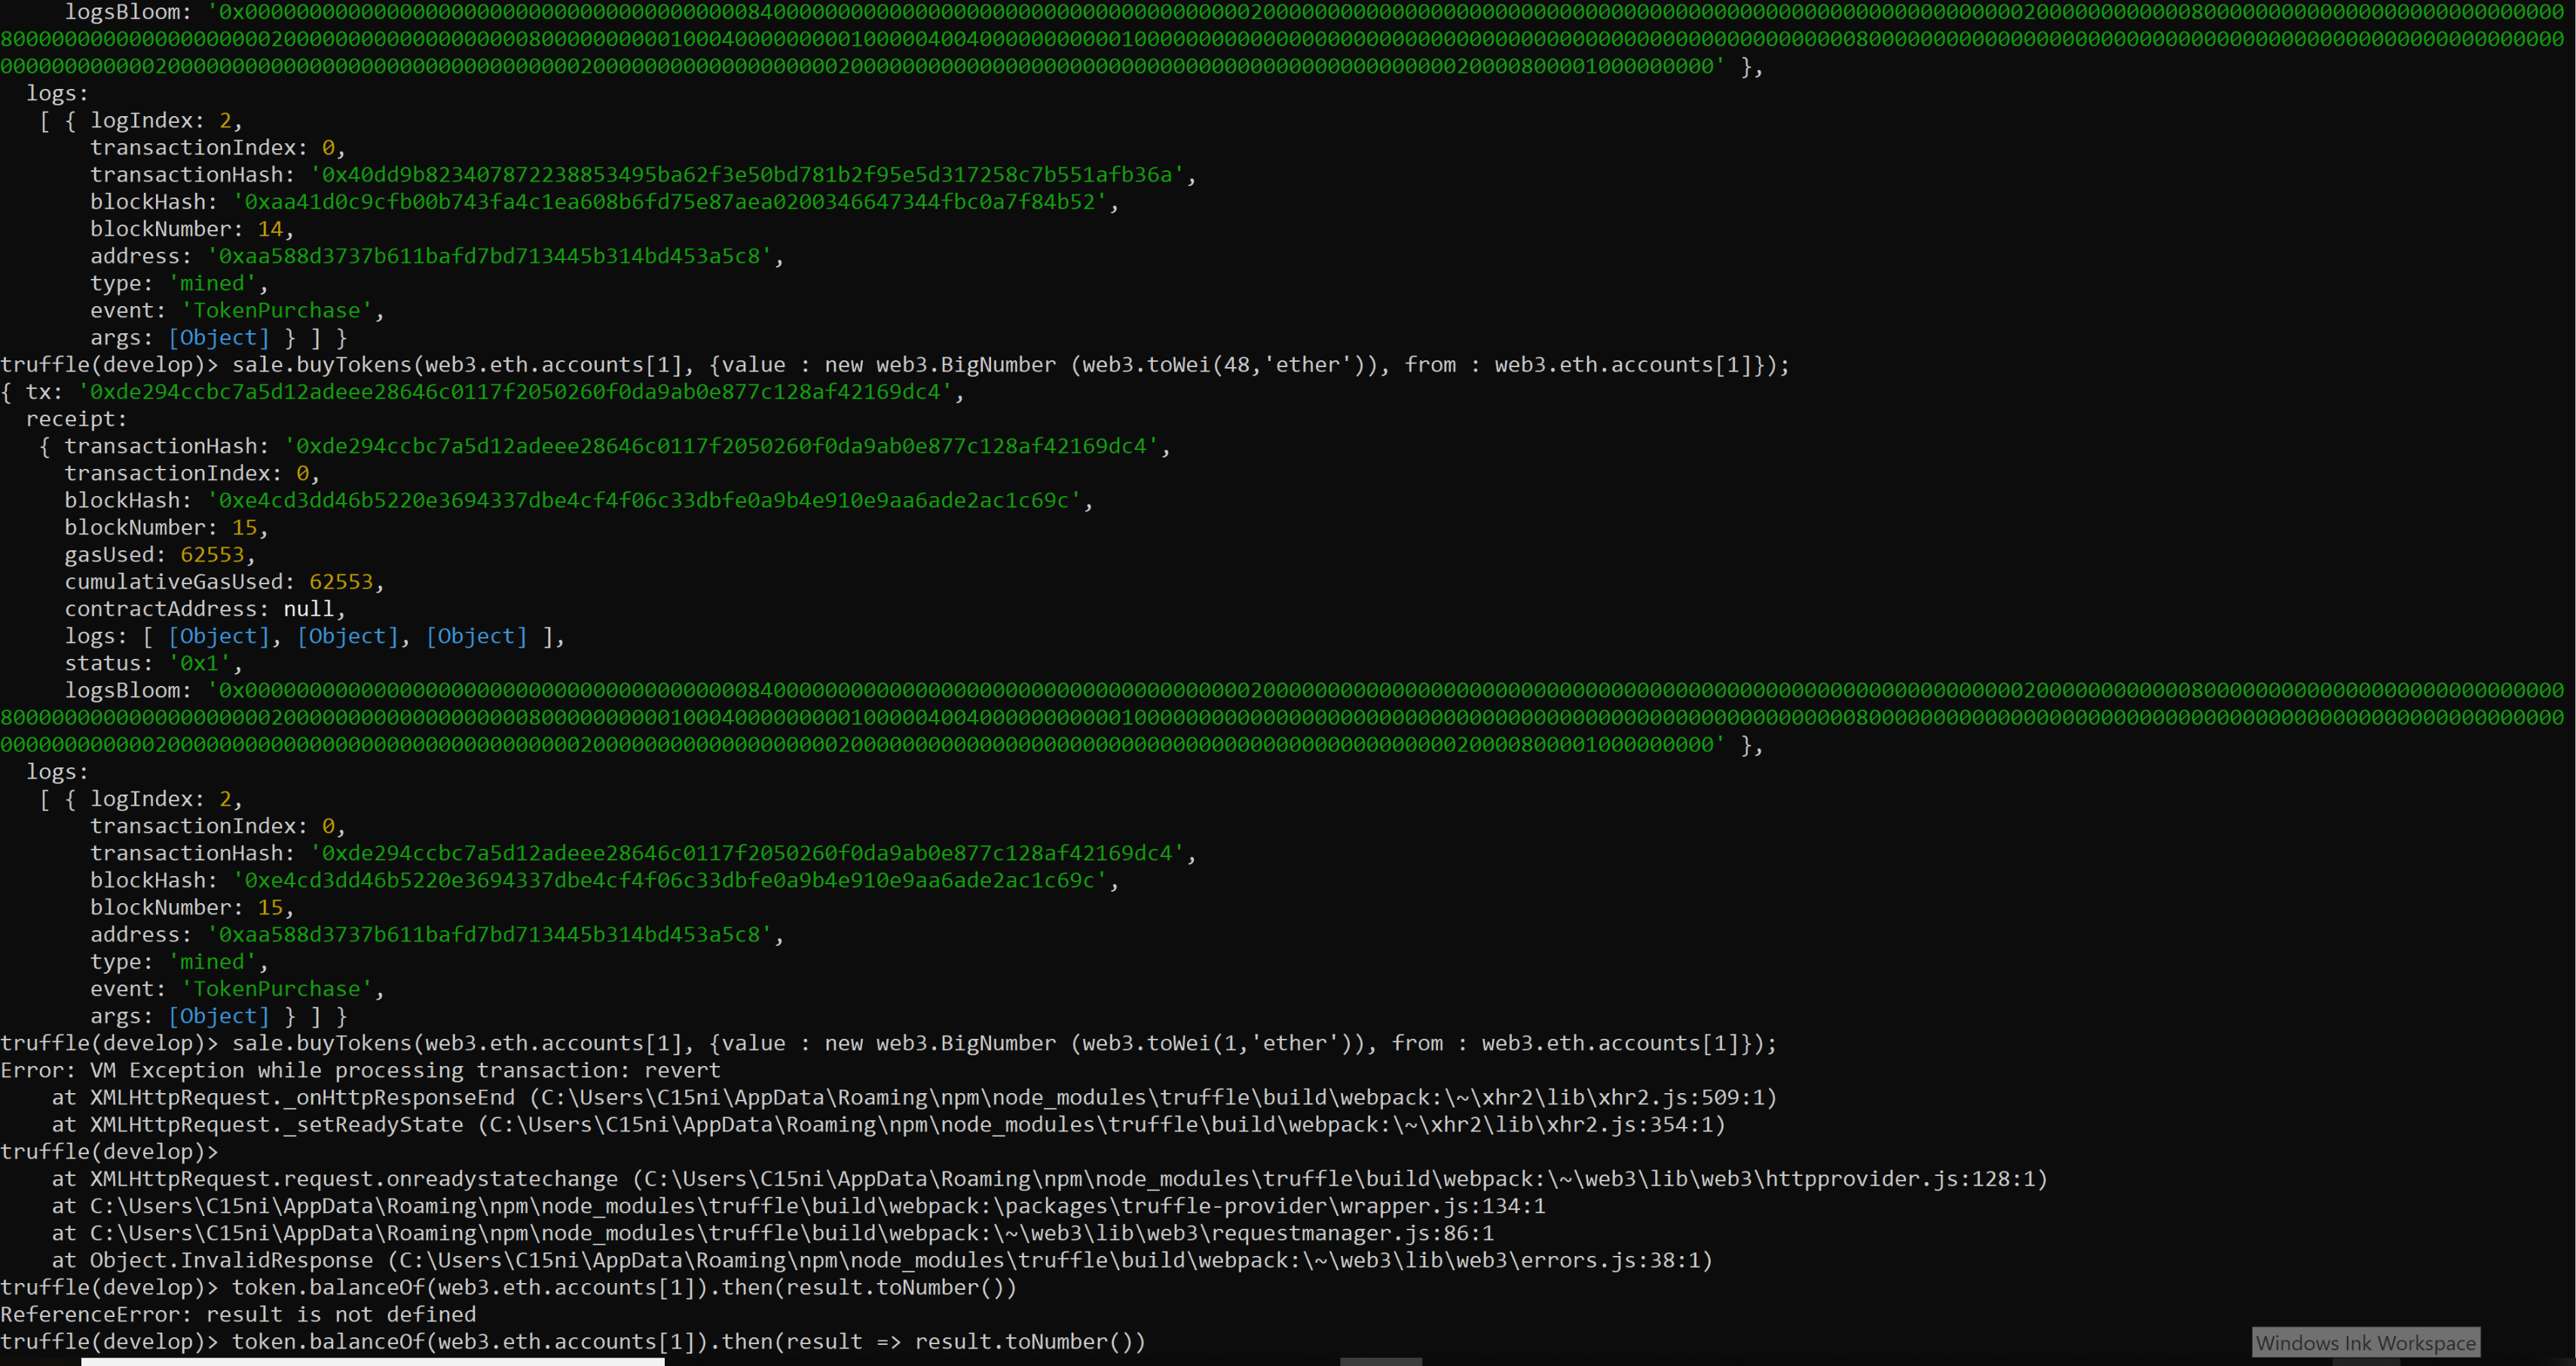 logsBloom: '0x000000000000000000000000000000000000000840000000000000000000000000000000000000200000000000000000000000000000000000000000000000000000000000200000000000080000000000000000000000000000
8000000000000000000002000000000000000000080000000000100040000000001000004004000000000001000000000000000000000000000000000000000000000000000000008000000000000000000000000000000000000000000000000000000
0000000000002000000000000000000000000000000002000000000000000000020000000000000000000000000000000000000000000000020000800001000000000' },
logs:
[ { logIndex: 2,
transactionIndex: 0,
transactionHash: '0x40dd9b823407872238853495ba62f3e50bd781b2f95e5d317258c7b551afb36a',
blockHash: '0xaa41d0c9cfb00b743fa4c1ea608b6fd75e87aea0200346647344fbc0a7f84b52',
blockNumber: 14,
address: '0xaa588d3737b611bafd7bd713445b314bd453a5c8',
type: 'mined',
event: 'TokenPurchase',
args: [Object] } ] }
truffle(develop)> sale.buyTokens(web3.eth.accounts[1], {value : new web3.BigNumber (web3.toWei(48,'ether')), from : web3.eth.accounts[1]});
{ tx: '0xde294ccbc7a5d12adeee28646c0117f2050260f0da9ab0e877c128af42169dc4',
receipt:
{ transactionHash: '0xde294ccbc7a5d12adeee28646c0117f2050260f0da9ab0e877c128af42169dc4',
transactionIndex: 0,
blockHash: '0xe4cd3dd46b5220e3694337dbe4cf4f06c33dbfe0a9b4e910e9aa6ade2ac1c69c',
blockNumber: 15,
gasUsed: 62553,
cumulativeGasUsed: 62553,
contractAddress: null,
logs: [ [Object], [Object], [Object] ],
status: '0x1',
logsBloom: '0x000000000000000000000000000000000000000840000000000000000000000000000000000000200000000000000000000000000000000000000000000000000000000000200000000000080000000000000000000000000000
8000000000000000000002000000000000000000080000000000100040000000001000004004000000000001000000000000000000000000000000000000000000000000000000008000000000000000000000000000000000000000000000000000000
0000000000002000000000000000000000000000000002000000000000000000020000000000000000000000000000000000000000000000020000800001000000000' },
logs:
[ { logIndex: 2,
transactionIndex: 0,
transactionHash: '0xde294ccbc7a5d12adeee28646c0117f2050260f0da9ab0e877c128af42169dc4',
blockHash: '0xe4cd3dd46b5220e3694337dbe4cf4f06c33dbfe0a9b4e910e9aa6ade2ac1c69c',
blockNumber: 15,
address: '0xaa588d3737b611bafd7bd713445b314bd453a5c8',
type: 'mined',
event: 'TokenPurchase',
args: [Object] } ] }
truffle(develop)> sale.buyTokens(web3.eth.accounts[1], {value : new web3.BigNumber (web3.toWei(1,'ether')), from : web3.eth.accounts[1]});
Error: VM Exception while processing transaction: revert
at XMLHttpRequest._onHttpResponseEnd (C:\Users\C15ni\AppData\Roaming\npm\node_modules\truffle\build\webpack:\~\xhr2\lib\xhr2.js:509:1)
at XMLHttpRequest._setReadyState (C:\Users\C15ni\AppData\Roaming\npm\node_modules\truffle\build\webpack:\~\xhr2\lib\xhr2.js:354:1)
truffle(develop)>
at XMLHttpRequest.request.onreadystatechange (C:\Users\C15ni\AppData\Roaming\npm\node_modules\truffle\build\webpack:\~\web3\lib\web3\httpprovider.js:128:1)
at C:\Users\C15ni\AppData\Roaming\npm\node_modules\truffle\build\webpack:\packages\truffle-provider\wrapper.js:134:1
at C:\Users\C15ni\AppData\Roaming\npm\node_modules\truffle\build\webpack:\~\web3\lib\web3\requestmanager.js:86:1
at Object.InvalidResponse (C:\Users\C15ni\AppData\Roaming\npm\node_modules\truffle\build\webpack:\~\web3\lib\web3\errors.js:38:1)
truffle(develop)> token.balanceOf(web3.eth.accounts[1]).then(result.toNumber())
ReferenceError: result is not defined
truffle(develop)> token.balanceOf(web3.eth.accounts[1]).then(result => result.toNumber())
Windows Ink Workspace